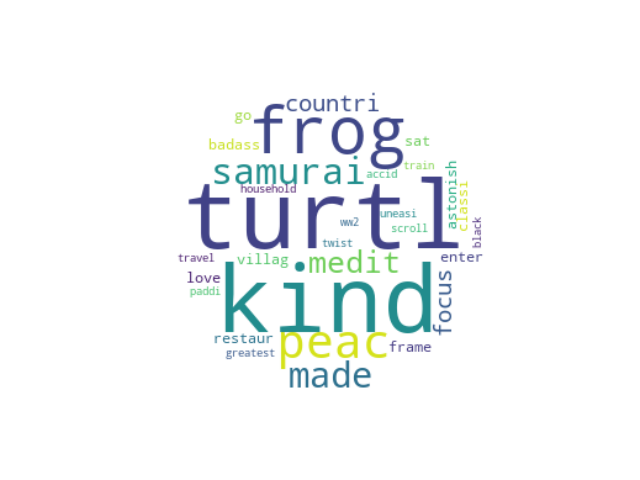 countri
go
frog
badass
sat
samurai
accid
train
astonish
household
turtl
classi
uneasi
ww2
scroll
black
twist
travel
villag
medit
enter
love
kind
focus
paddi
restaur
peac
frame
greatest
made